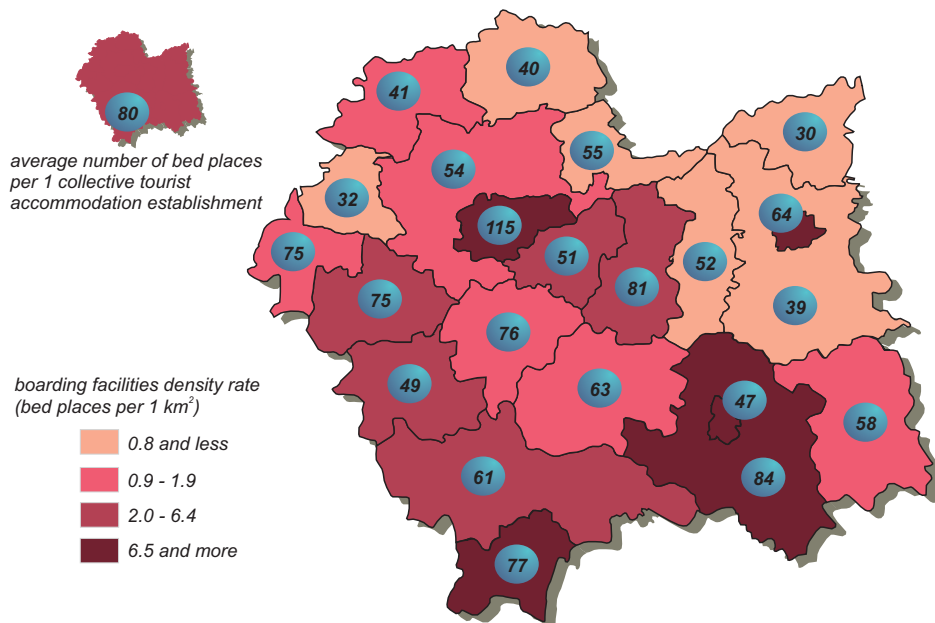 80
average number of bed places
per 1 collective tourist
accommodation establishment
40
41
30
55
54
32
64
115
75
51
52
81
75
39
76
49
63
47
58
61
84
77
boarding facilities density rate
(bed places per 1 km²)
0.8 and less
0.9 - 1.9
2.0 - 6.4
6.5 and more